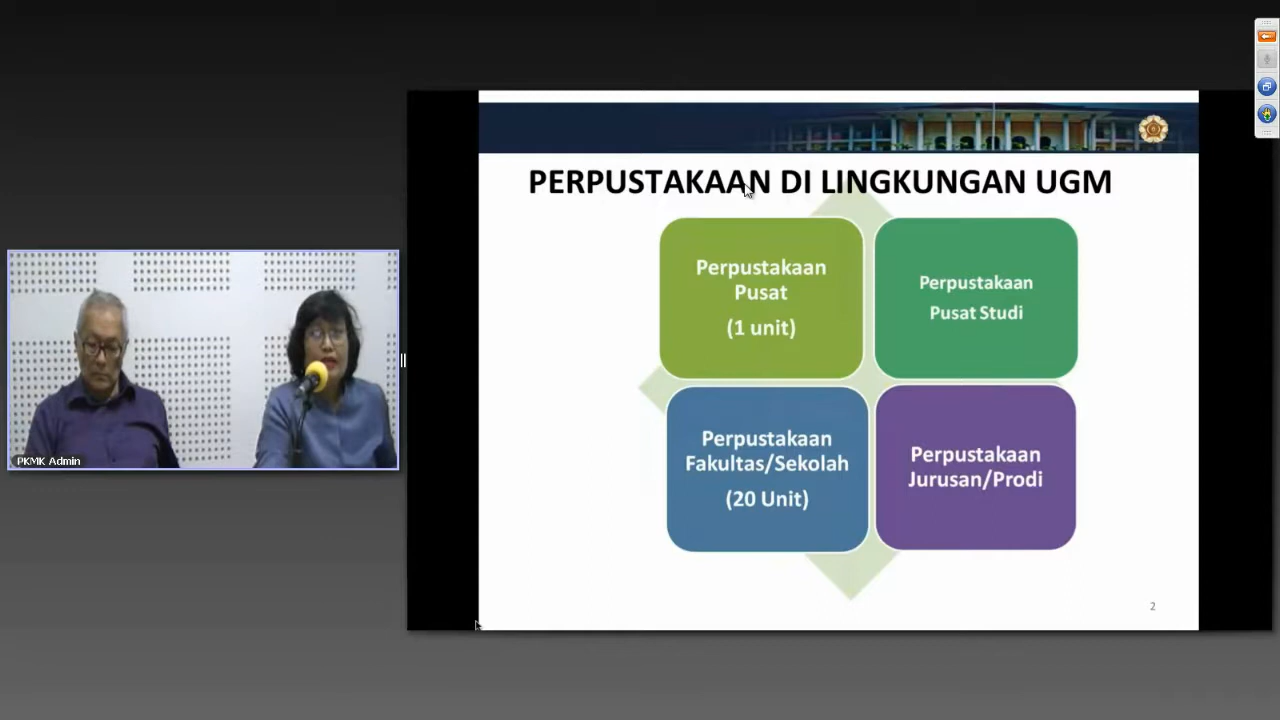 PERPUSTAKAAN DI LINGKUNGAN UGM
Perpustakaan
Pusat
(1 unit)
Perpustakaan
Pusat Studi
Perpustakaan
Fakultas/Sekolah
(20 Unit)
Perpustakaan
Jurusan/Prodi
PKMK Admin
2